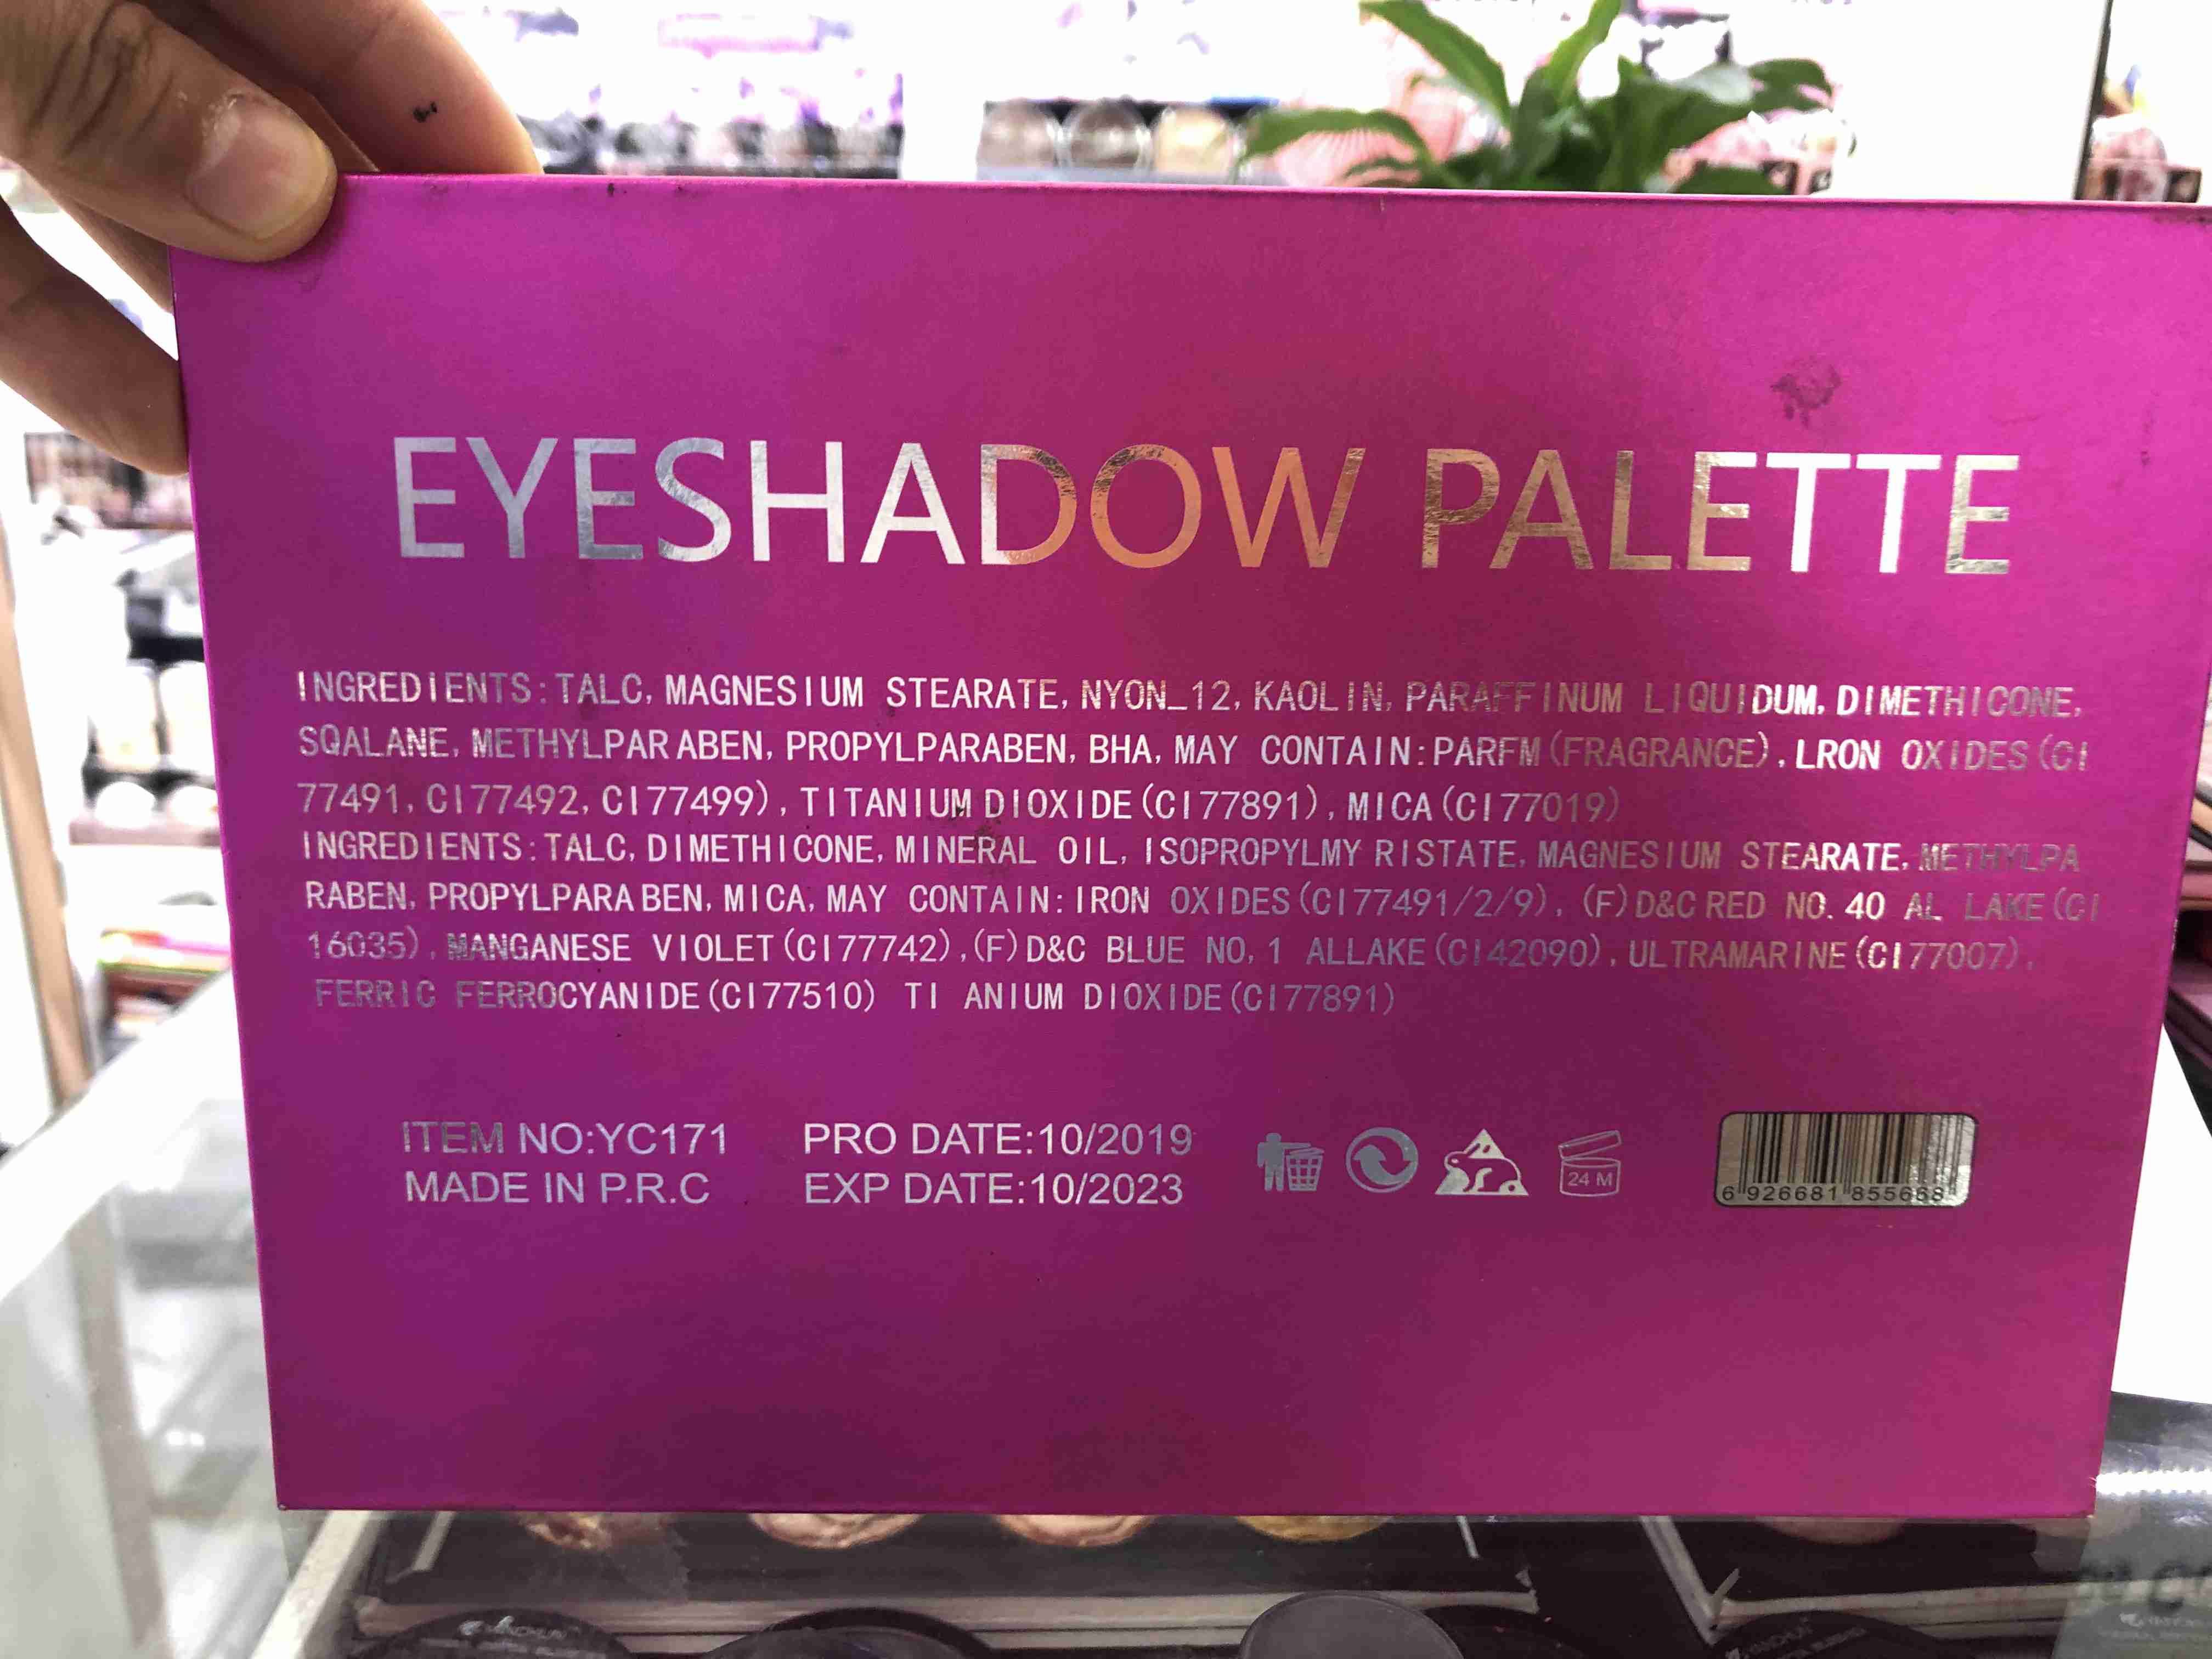 EYESHADOW PALETTE
INGREDIENTS:TALC, MAGNESIUM STEARATE, NYON_12, KAOLIN, PARAFFINUM LIQUIDUM, DIMETHICONE,
SQALANE, METHYLPAR ABEN, PROPYLPARABEN, BHA, MAY CONTAIN:PARFM(FRAGRANCE), LRON OXIDES(CI
77491, CI77492, CI77499), TITANIUM DIOXIDE(CI77891), MICA(CI77019)
INGREDIENTS:TALC, DIMETHICONE, MINERAL OIL, ISOPROPYLMY RISTATE, MAGNESIUM STEARATE, METHYLPA
RABEN, PROPYLPARA BEN, MICA, MAY CONTAIN:IRON OXIDES(CI77491/2/9), (F)D&C RED NO. 40 AL LAKE(CI
16035), MANGANESE VIOLET(CI77742),(F)D&C BLUE NO, 1 ALLAKE(CI42090), ULTRAMARINE(CI77007),
FERRIC FERROCYANIDE(CI77510) TI ANIUM DIOXIDE(CI77891)
ITEM NO:YC171
MADE IN P.R.C
PRO DATE:10/2019
EXP DATE:10/2023
24 M
6 926681 855668